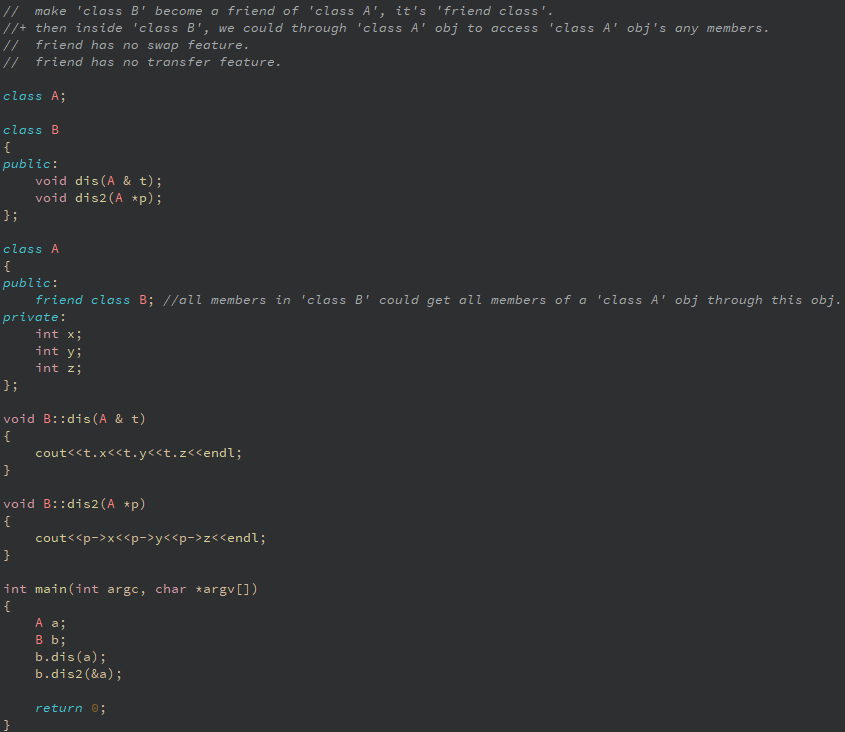 //  make 'class B' become a friend of 'class A', it's 'friend class'.
//+ then inside 'class B', we could through 'class A' obj to access 'class A' obj's any members.
//  friend has no swap feature.
//  friend has no transfer feature.
class A;
class B
{
public:
    void dis(A & t);
    void dis2(A *p);
};
class A
{
public:
    friend class B; //all members in 'class B' could get all members of a 'class A' obj through this obj.
private:
    int x;
    int y;
    int z;
};
void B::dis(A & t)
{
    cout<<t.x<<t.y<<t.z<<endl;
}
void B::dis2(A *p)
{
    cout<<p->x<<p->y<<p->z<<endl;
}
int main(int argc, char *argv[])
{
    A a;
    B b;
    b.dis(a);
    b.dis2(&a);
    return 0;
}